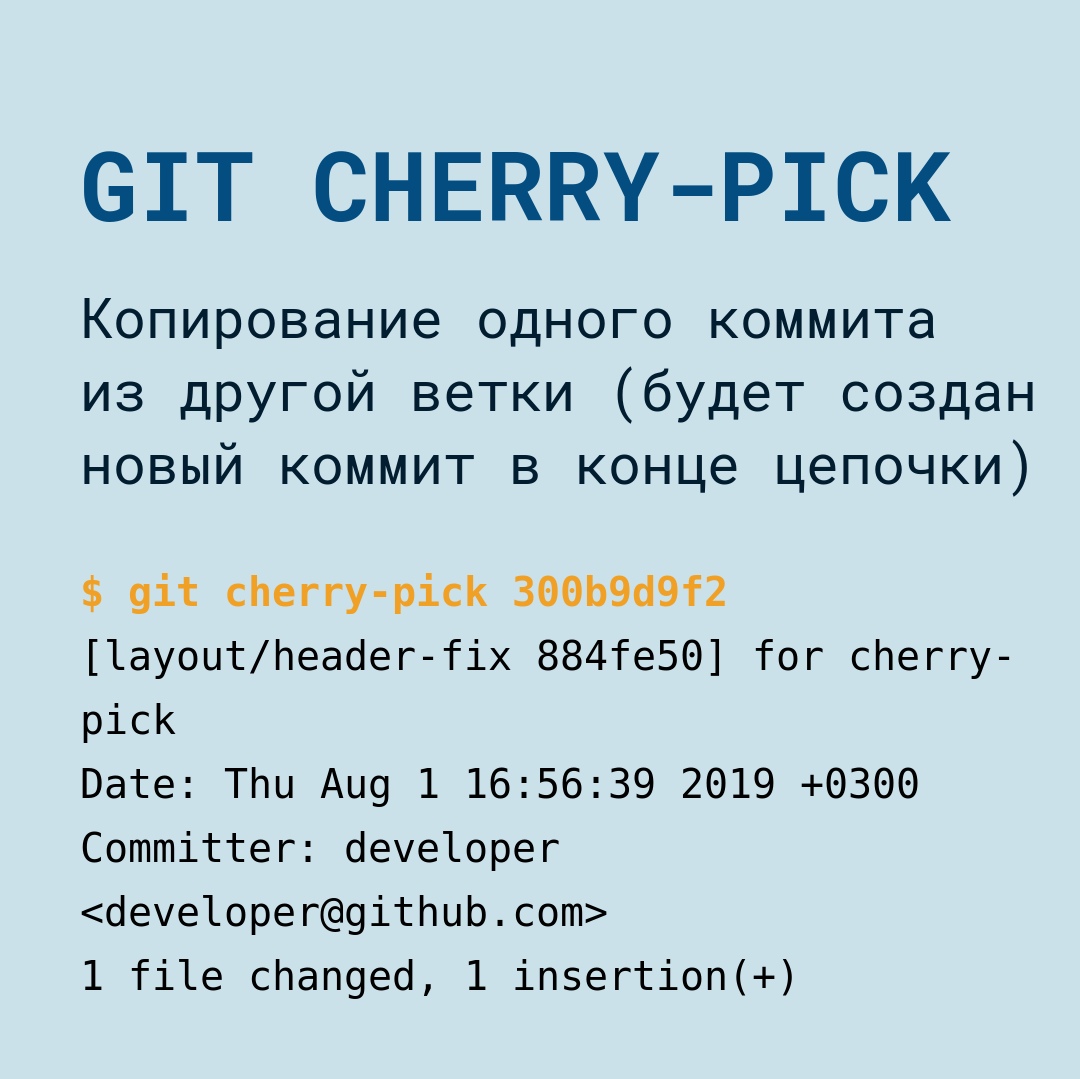 GIT CHERRY-PICK
Копирование одного коммита
из другой ветки (будет создан
новый коммит в конце цепочки)
$ git cherry-pick 300b9d9f2
[layout/header-fix 884fe50] for cherry-
pick
Date: Thu Aug 1 16:56:39 2019 +0300
Committer: developer
<developer@github.com>
1 file changed, 1 insertion(+)